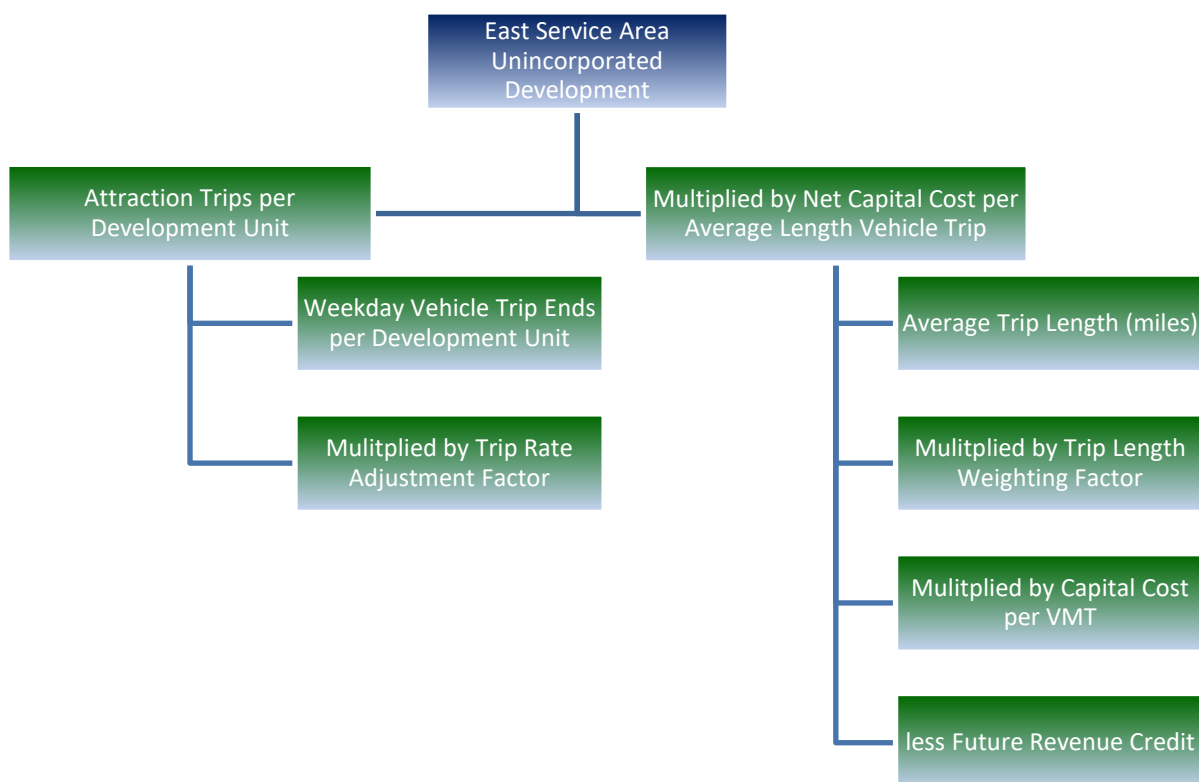 East Service Area
Unincorporated
Development
Attraction Trips per
Development Unit
Multiplied by Net Capital Cost per
Average Length Vehicle Trip
Weekday Vehicle Trip Ends
per Development Unit
Mulitplied by Trip Rate
Adjustment Factor
Average Trip Length (miles)
Mulitplied by Trip Length
Weighting Factor
Mulitplied by Capital Cost
per VMT
less Future Revenue Credit